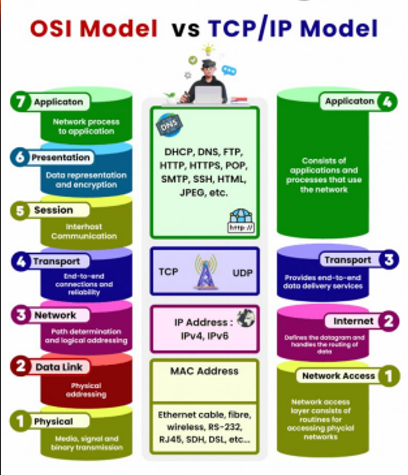 OSI Model vs TCP/IP Model
7 Applicaton
Network process
to application
6 Presentation
Data representation
and encryption
5 Session
Interhost
Communication
4 Transport
End-to-end
connections and
reliability
3 Network
Path determination
and logical addressing
2 Data Link
Physical
addressing
1 Physical
Media, signal and
binary transmission
DNS
DHCP, DNS, FTP,
HTTP, HTTPS, POP,
SMTP, SSH, HTML,
JPEG, etc.
http://
TCP UDP
IP Address :
IPv4, IPv6
MAC Address
Ethernet cable, fibre,
wireless, RS-232,
RJ45, SDH, DSL, etc...
Applicaton 4
Consists of
applications and
processes that use
the network
Transport 3
Provides end-to-end
data delivery services
Internet 2
Defines the datagram and
handles the routing of
data
Network Access 1
Network access
layer consists of
routines for
accessing phycial
networks